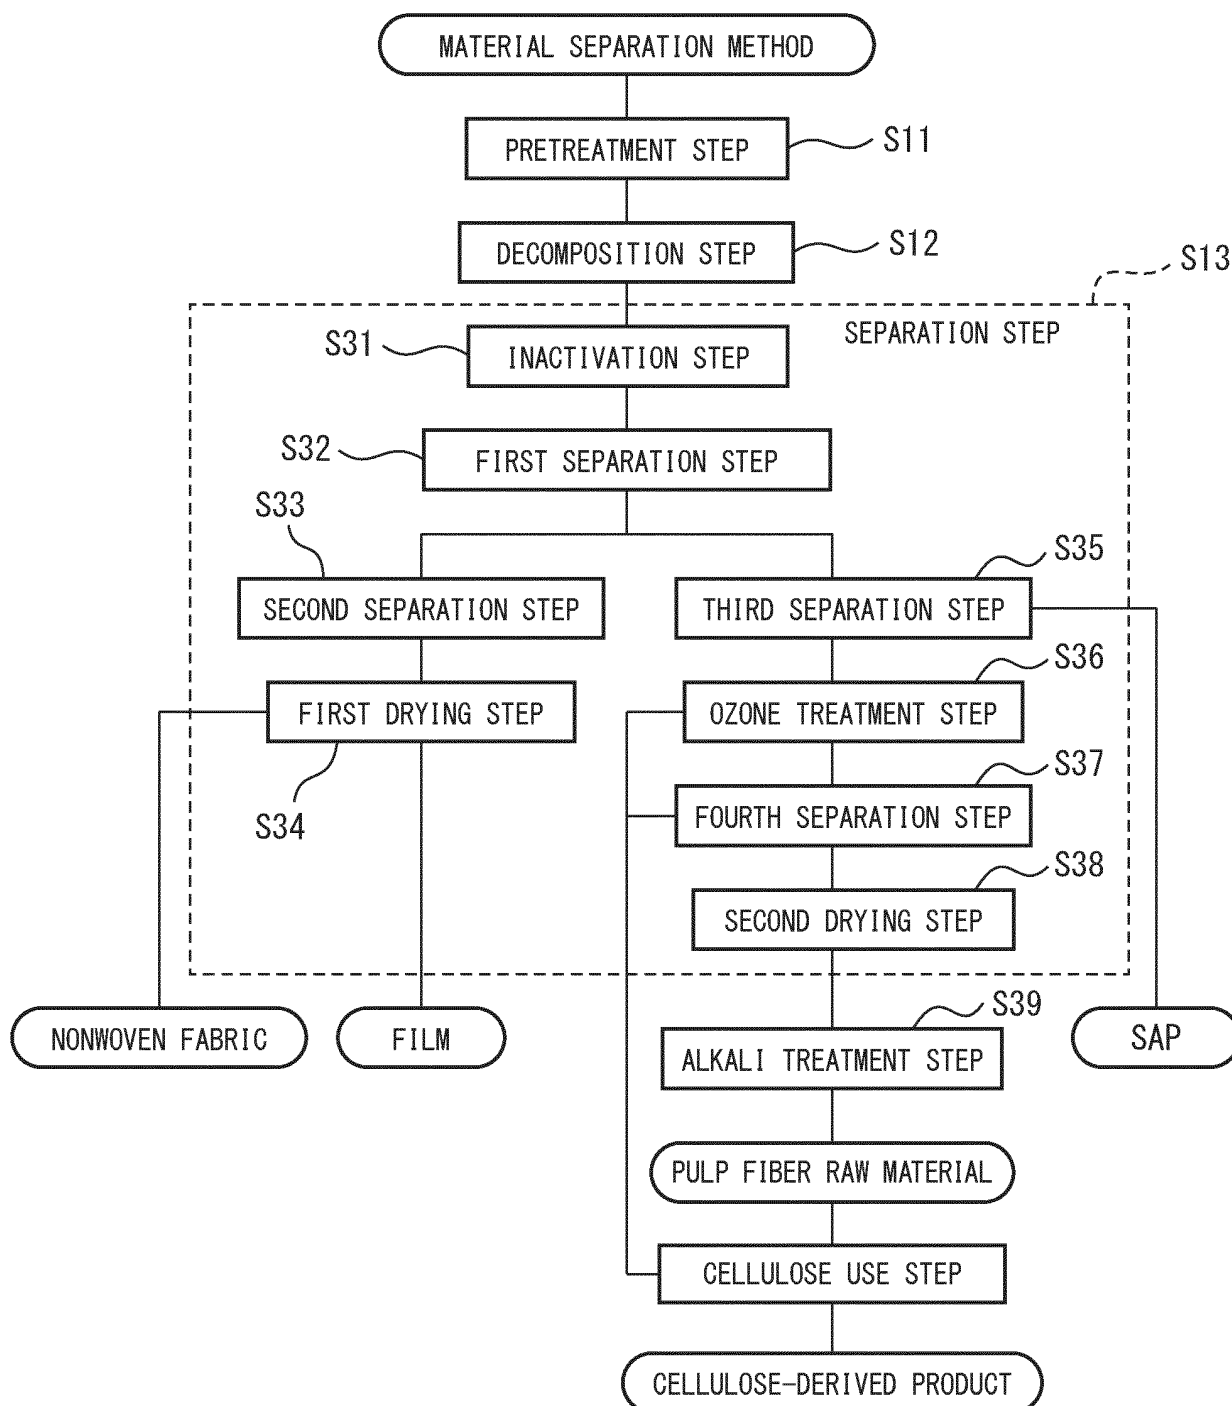 MATERIAL SEPARATION METHOD
PRETREATMENT STEP
S11
DECOMPOSITION STEP
S12
S13
SEPARATION STEP
S31
INACTIVATION STEP
S32
FIRST SEPARATION STEP
S33
SECOND SEPARATION STEP
S35
THIRD SEPARATION STEP
FIRST DRYING STEP
S34
S36
OZONE TREATMENT STEP
S37
FOURTH SEPARATION STEP
S38
SECOND DRYING STEP
NONWOVEN FABRIC
FILM
S39
ALKALI TREATMENT STEP
SAP
PULP FIBER RAW MATERIAL
CELLULOSE USE STEP
CELLULOSE-DERIVED PRODUCT